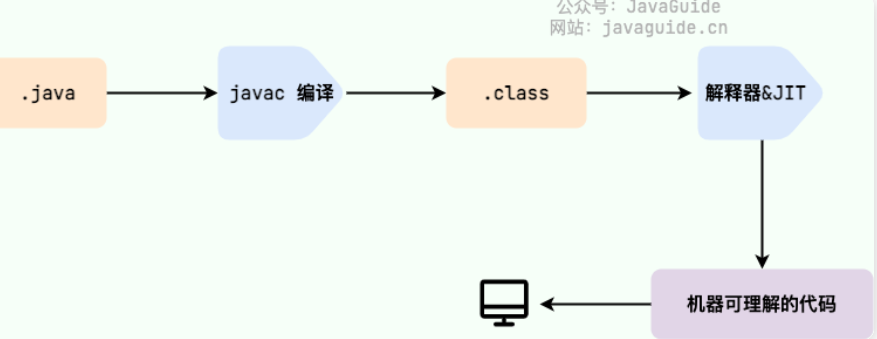 公众号：JavaGuide
网站：javaguide.cn
.java
javac 编译
.class
解释器&JIT
机器可理解的代码